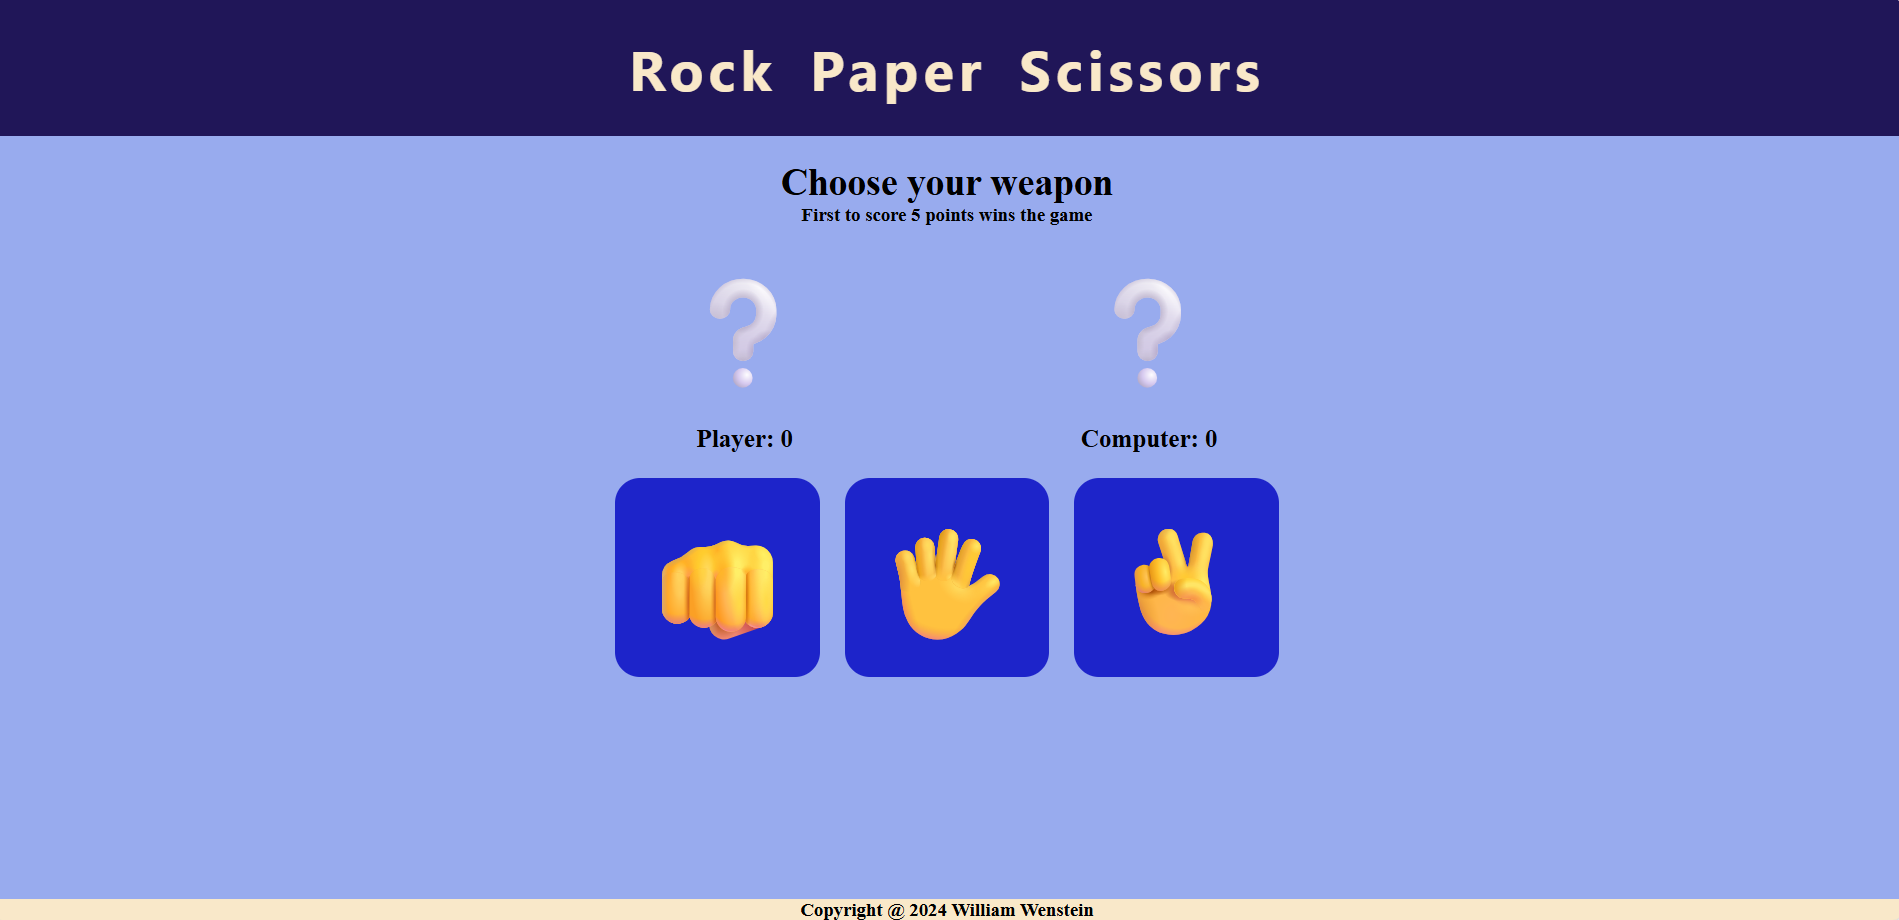 Rock Paper Scissors
Choose your weapon
First to score 5 points wins the game
Player: 0
Computer: 0
Copyright @ 2024 William Wenstein